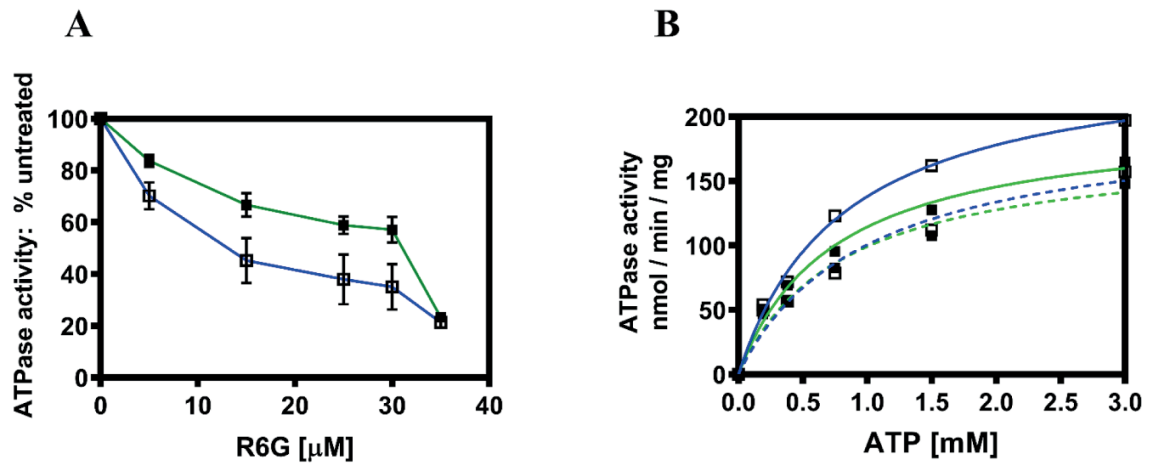 A
ATPase activity: % untreated
100
80
60
40
20
0
0 10 20 30 40
R6G [μM]
B
ATPase activity
nmol / min / mg
200
150
100
50
0
0.0 0.5 1.0 1.5 2.0 2.5 3.0
ATP [mM]